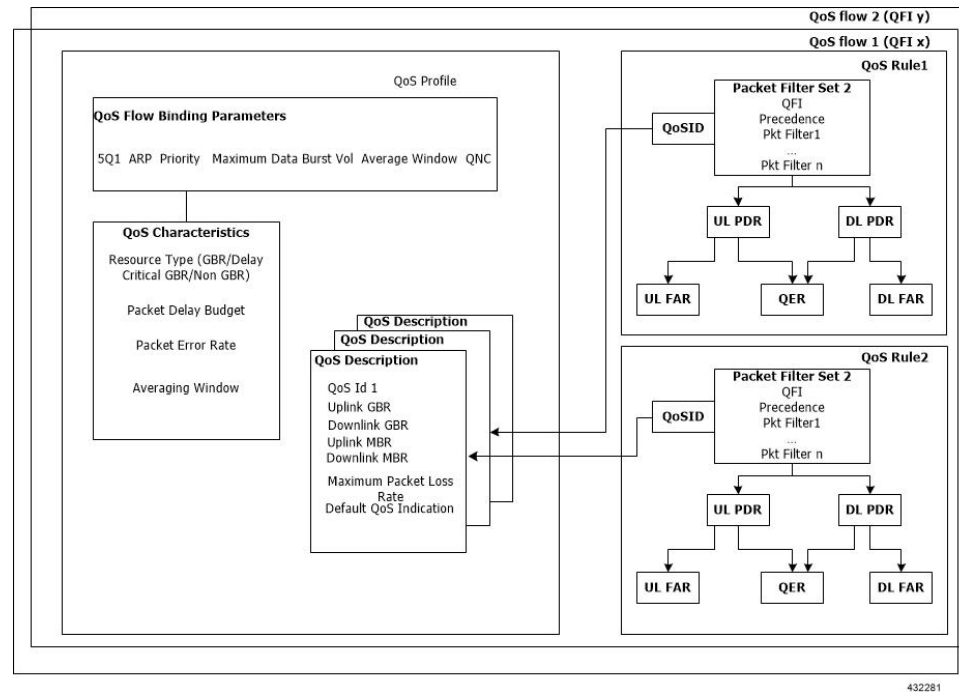 QoS flow 2 (QFI y)
QoS flow 1 (QFI x)
QoS Profile
QoS Flow Binding Parameters
5Q1 ARP Priority Maximum Data Burst Vol Average Window QNC
QoS Characteristics
Resource Type (GBR/Delay
Critical GBR/Non GBR)
Packet Delay Budget
Packet Error Rate
Averaging Window
QoS Description
QoS Description
QoS Description
QoS Id 1
Uplink GBR
Downlink GBR
Uplink MBR
Downlink MBR
Maximum Packet Loss
Rate
Default QoS Indication
QoS Rule1
Packet Filter Set 2
QFI
Precedence
Pkt Filter1
...
Pkt Filter n
QoSID
UL PDR
DL PDR
UL FAR
QER
DL FAR
QoS Rule2
Packet Filter Set 2
QFI
Precedence
Pkt Filter1
...
Pkt Filter n
QoSID
UL PDR
DL PDR
UL FAR
QER
DL FAR
432281